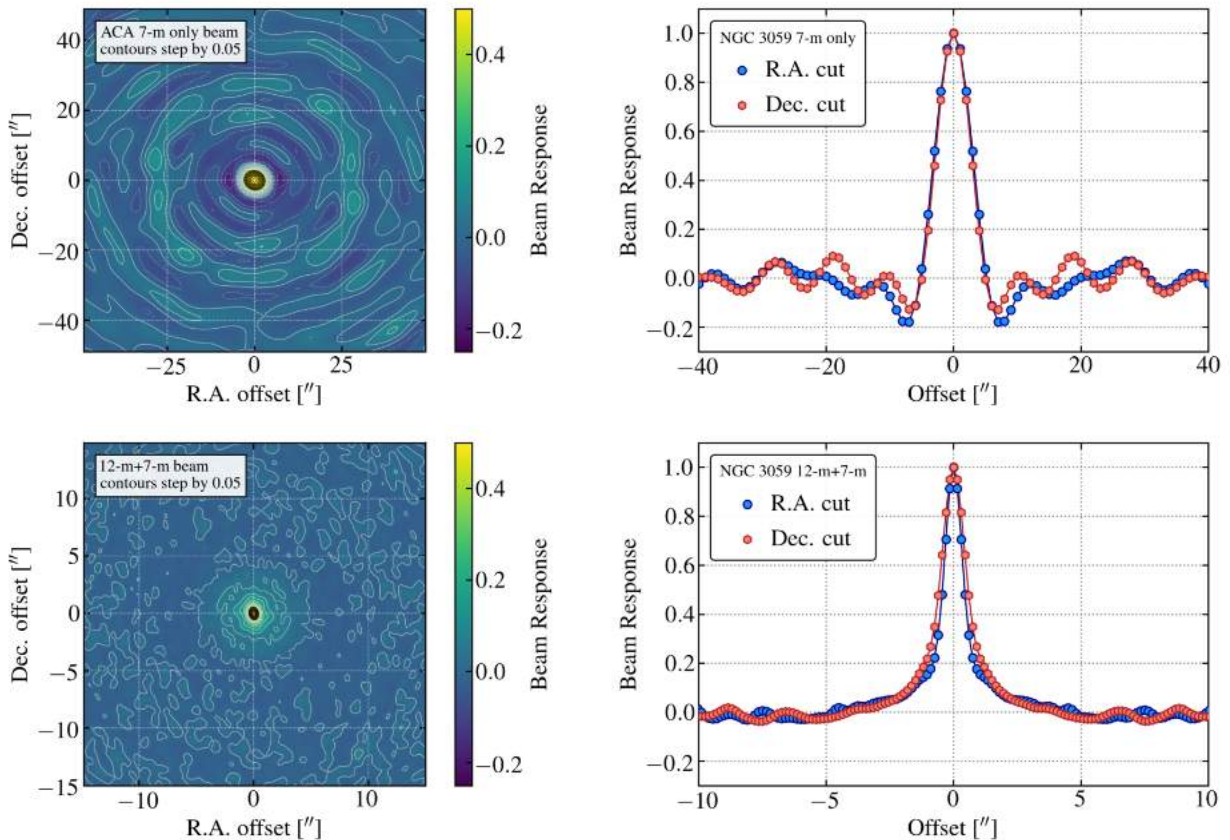 ACA 7-m only beam
contours step by 0.05
40
20
0
−20
−40
−25
0
25
Dec. offset [″]
R.A. offset [″]
0.4
0.2
0.0
−0.2
Beam Response
NGC 3059 7-m only
R.A. cut
Dec. cut
1.0
0.8
0.6
0.4
0.2
0.0
−0.2
−40
−20
0
20
40
Beam Response
Offset [″]
12-m+7-m beam
contours step by 0.05
10
5
0
−5
−10
−15
−10
0
10
Dec. offset [″]
R.A. offset [″]
0.4
0.2
0.0
−0.2
Beam Response
NGC 3059 12-m+7-m
R.A. cut
Dec. cut
1.0
0.8
0.6
0.4
0.2
0.0
−0.2
−10
−5
0
5
10
Beam Response
Offset [″]